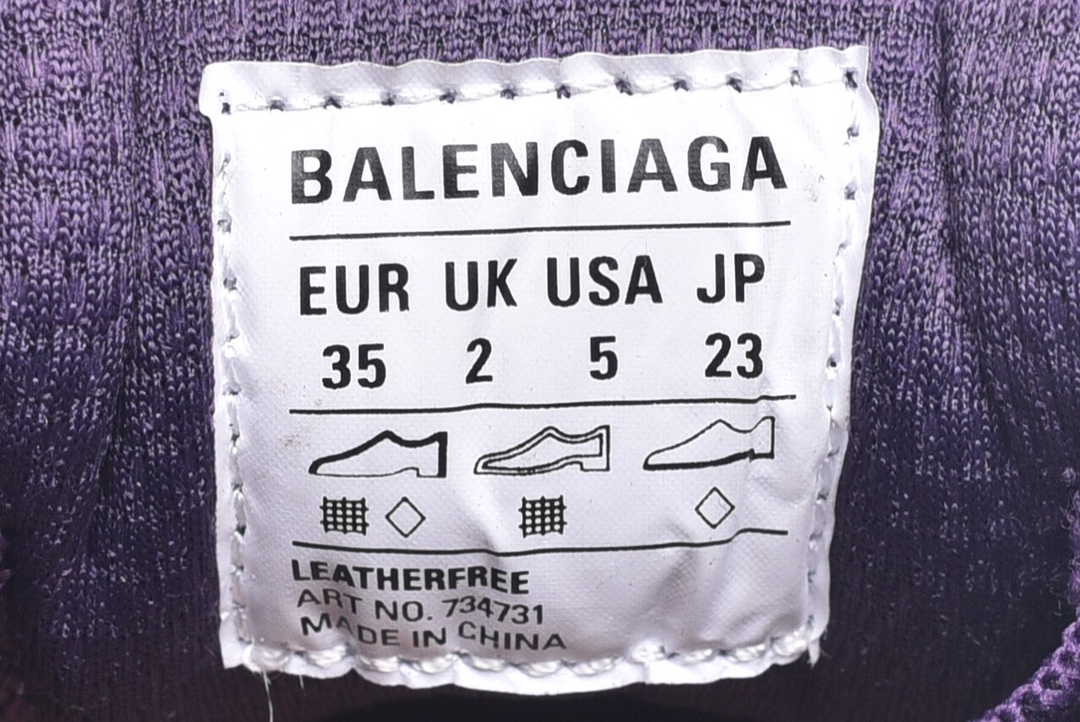 BALENCIAGA
EUR UK USA JP
35 2 5 23
LEATHERFREE
ART NO. 734731
MADE IN CHINA